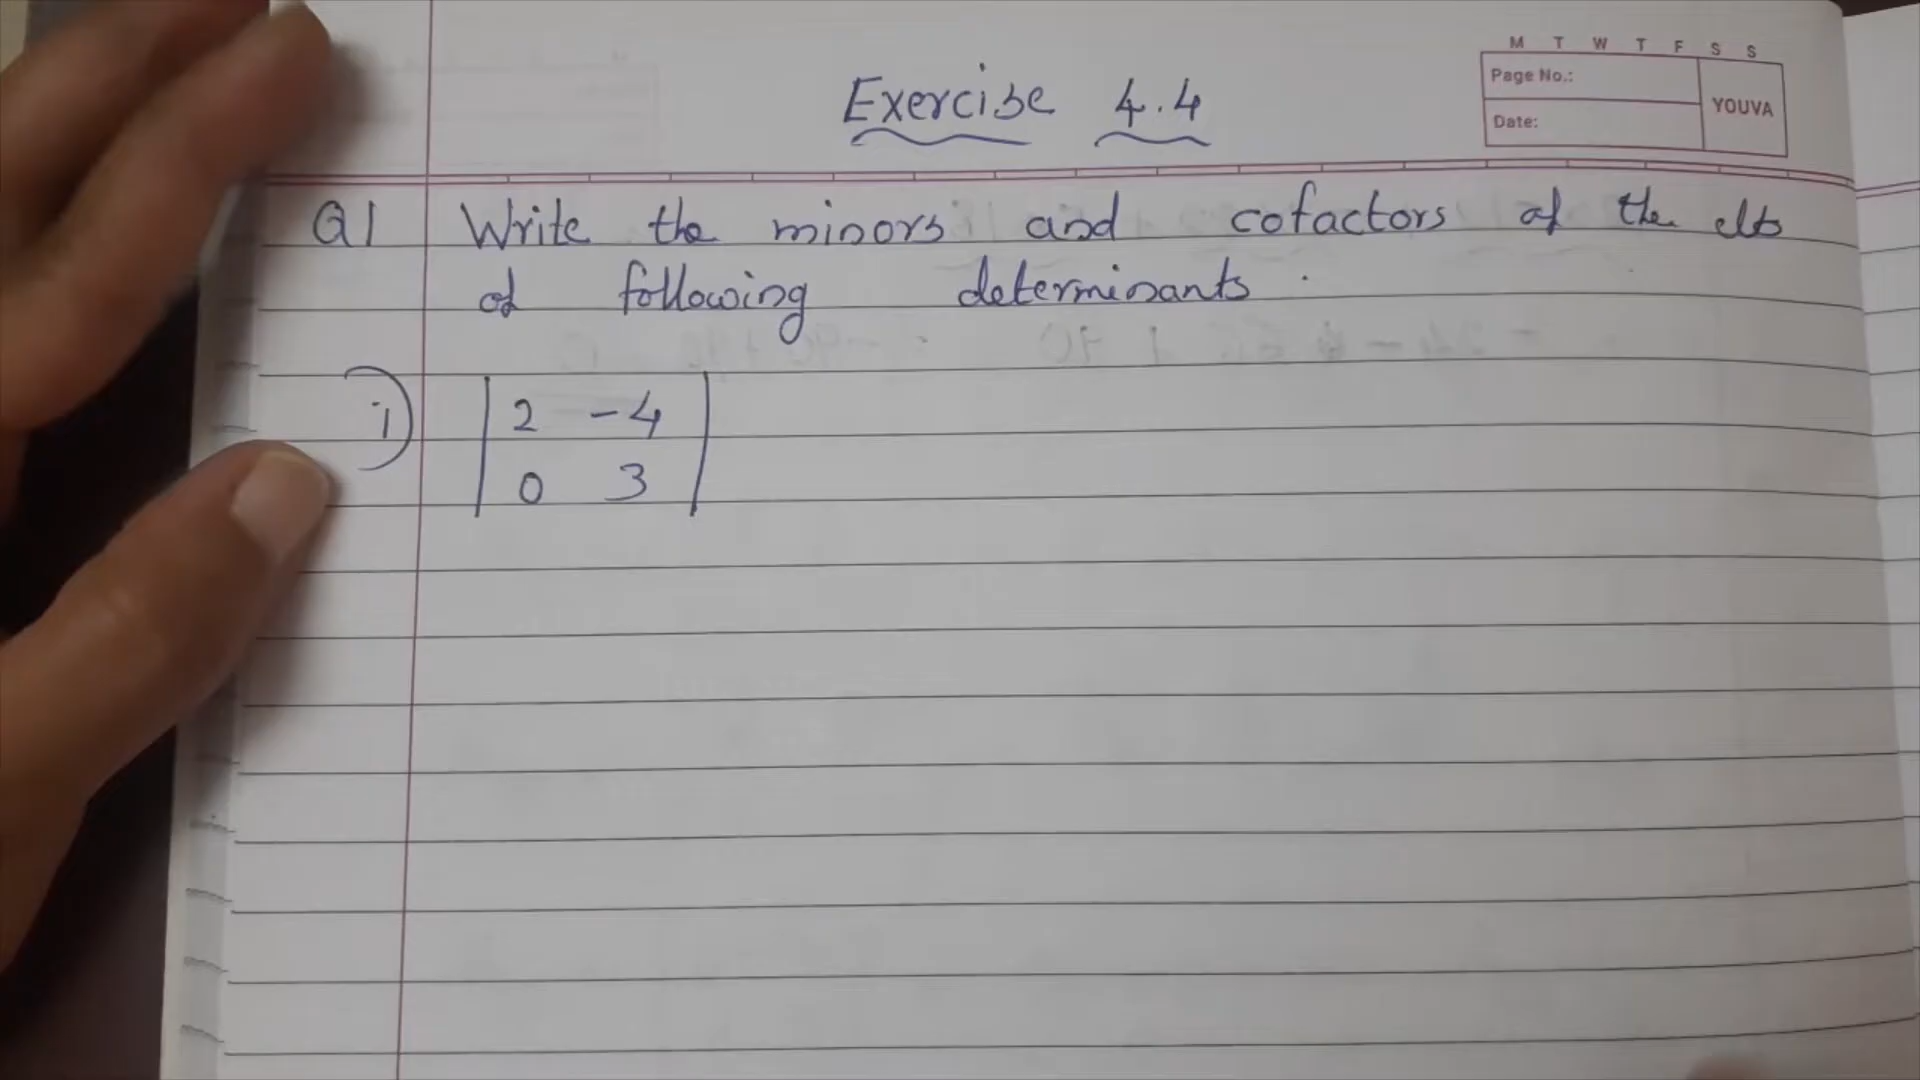 M T W T F S S
Exercise 4.4
Page No.:
YOUVA
Date:
Q1 Write the minors and cofactors of the elts
of following determinants.
i) | 2 -4 |
| 0 3 |